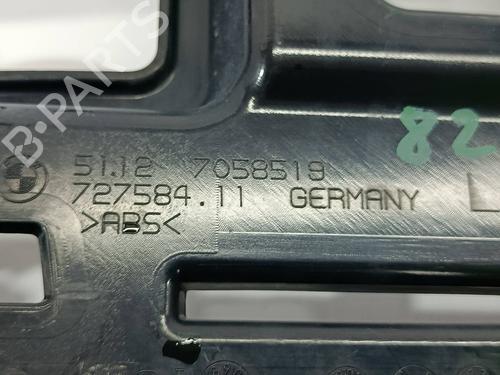 B-PARTS
82
51.12 7058519
727584.11 GERMANY
>ABS<